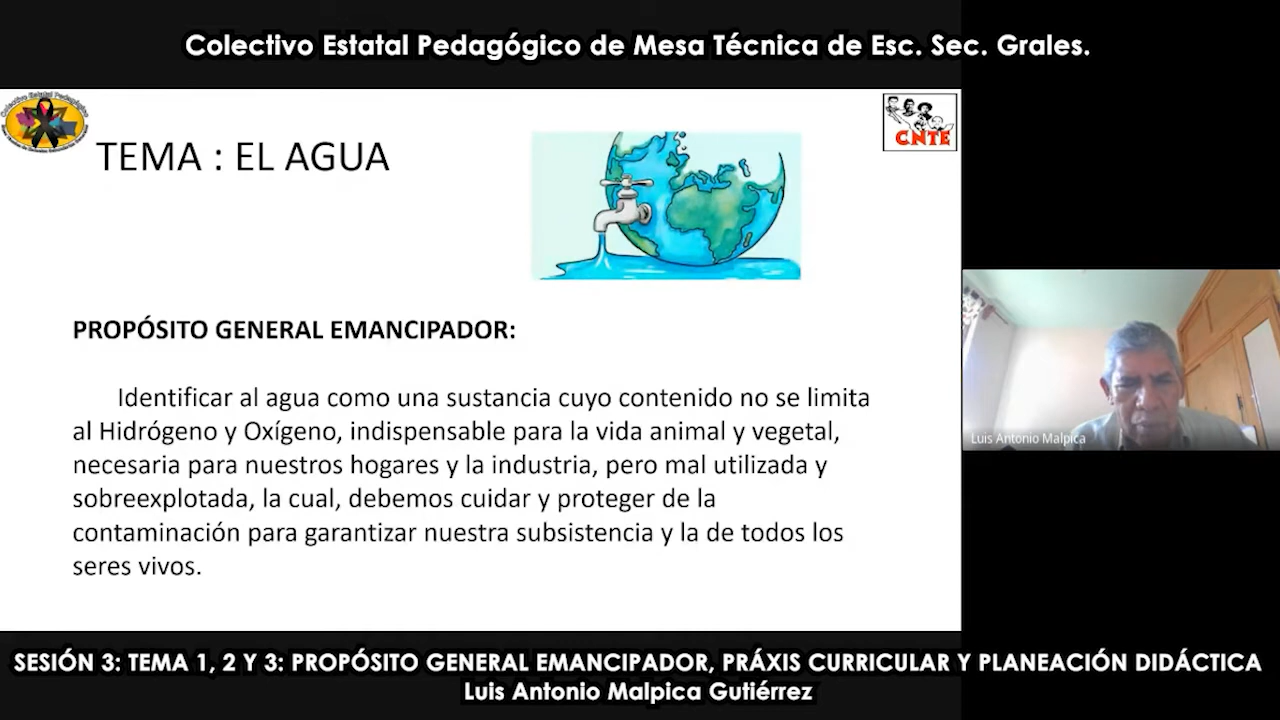 Colectivo Estatal Pedagógico de Mesa Técnica de Esc. Sec. Grales.
Colectivo Estatal Pedagógico
CNTE
TEMA : EL AGUA
PROPÓSITO GENERAL EMANCIPADOR:
Identificar al agua como una sustancia cuyo contenido no se limita
al Hidrógeno y Oxígeno, indispensable para la vida animal y vegetal,
necesaria para nuestros hogares y la industria, pero mal utilizada y
sobreexplotada, la cual, debemos cuidar y proteger de la
contaminación para garantizar nuestra subsistencia y la de todos los
seres vivos.
Luis Antonio Malpica
SESIÓN 3: TEMA 1, 2 Y 3: PROPÓSITO GENERAL EMANCIPADOR, PRÁXIS CURRICULAR Y PLANEACIÓN DIDÁCTICA
Luis Antonio Malpica Gutiérrez